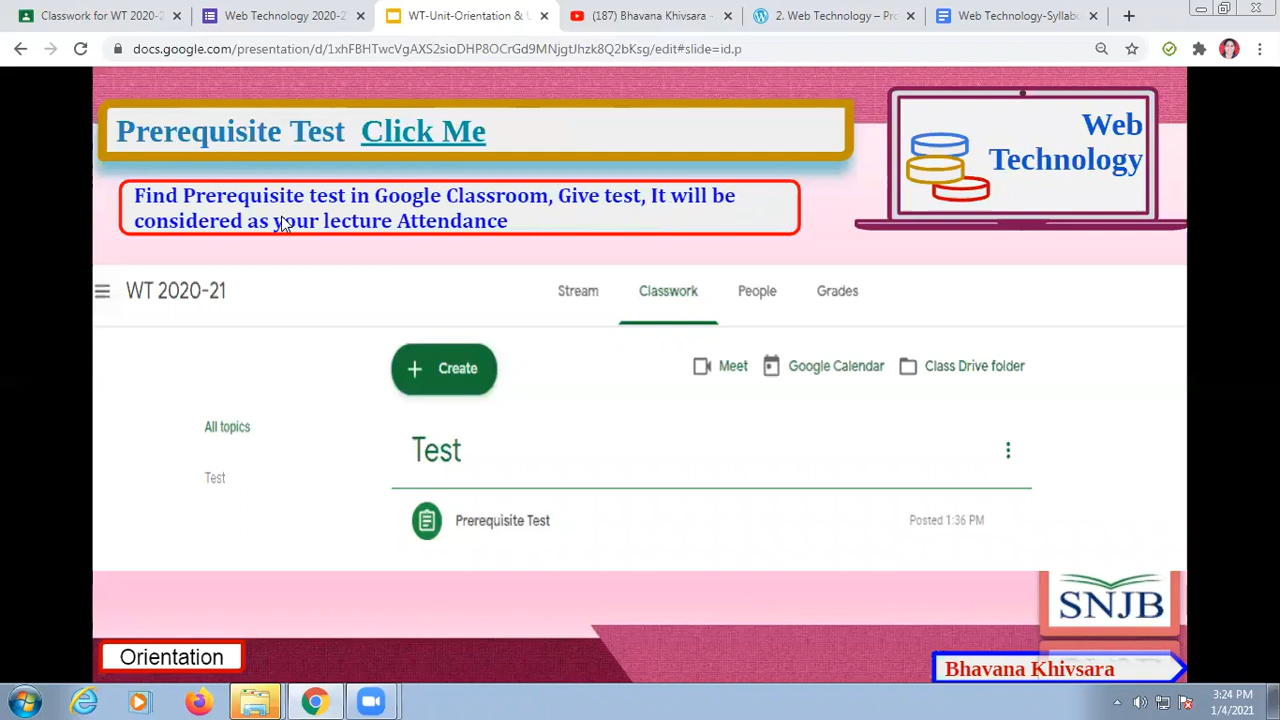 Classwork for WT 2020-
Web Technology 2020-2
WT-Unit-Orientation & U
(187) Bhavana Khivsara -
2. Web Technology – Pro
Web Technology-Syllab
docs.google.com/presentation/d/1xhFBHTwcVgAXS2sioDHP8OCrGd9MNjgtJhzk8Q2bKsg/edit#slide=id.p
Prerequisite Test Click Me
Web
Technology
Find Prerequisite test in Google Classroom, Give test, It will be
considered as your lecture Attendance
WT 2020-21
Stream Classwork People Grades
+ Create
Meet Google Calendar Class Drive folder
All topics
Test
Test
Prerequisite Test
Posted 1:36 PM
SNJB
Orientation
Bhavana Khivsara
3:24 PM
1/4/2021